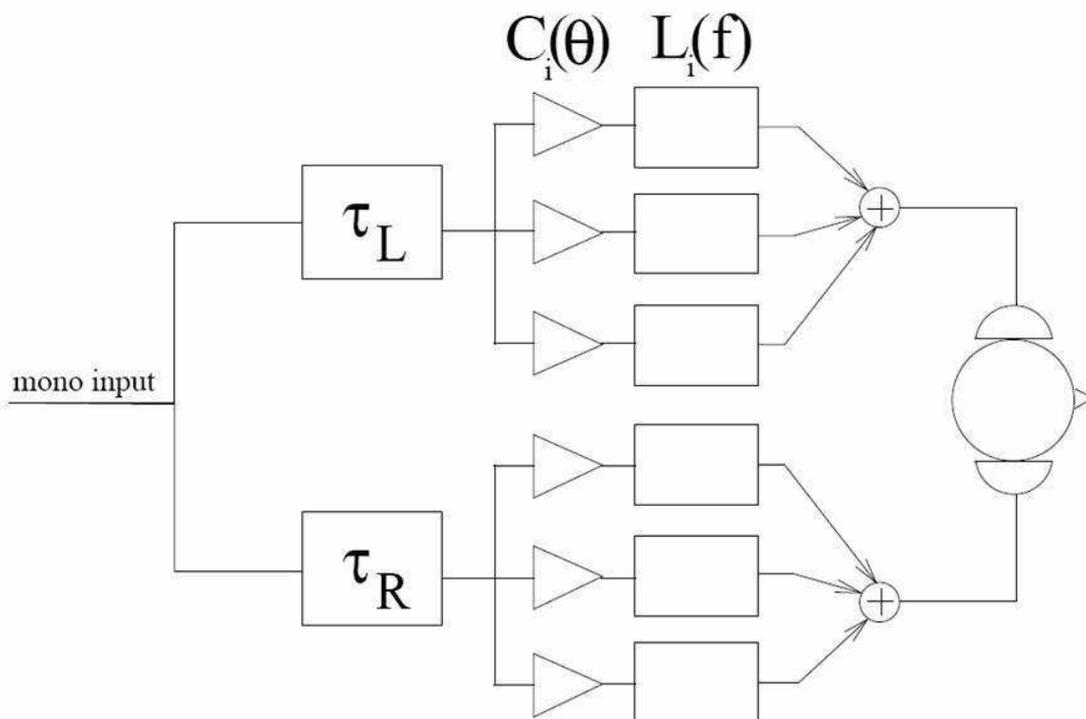 C_i(θ) L_i(f)
τ_L
mono input
τ_R